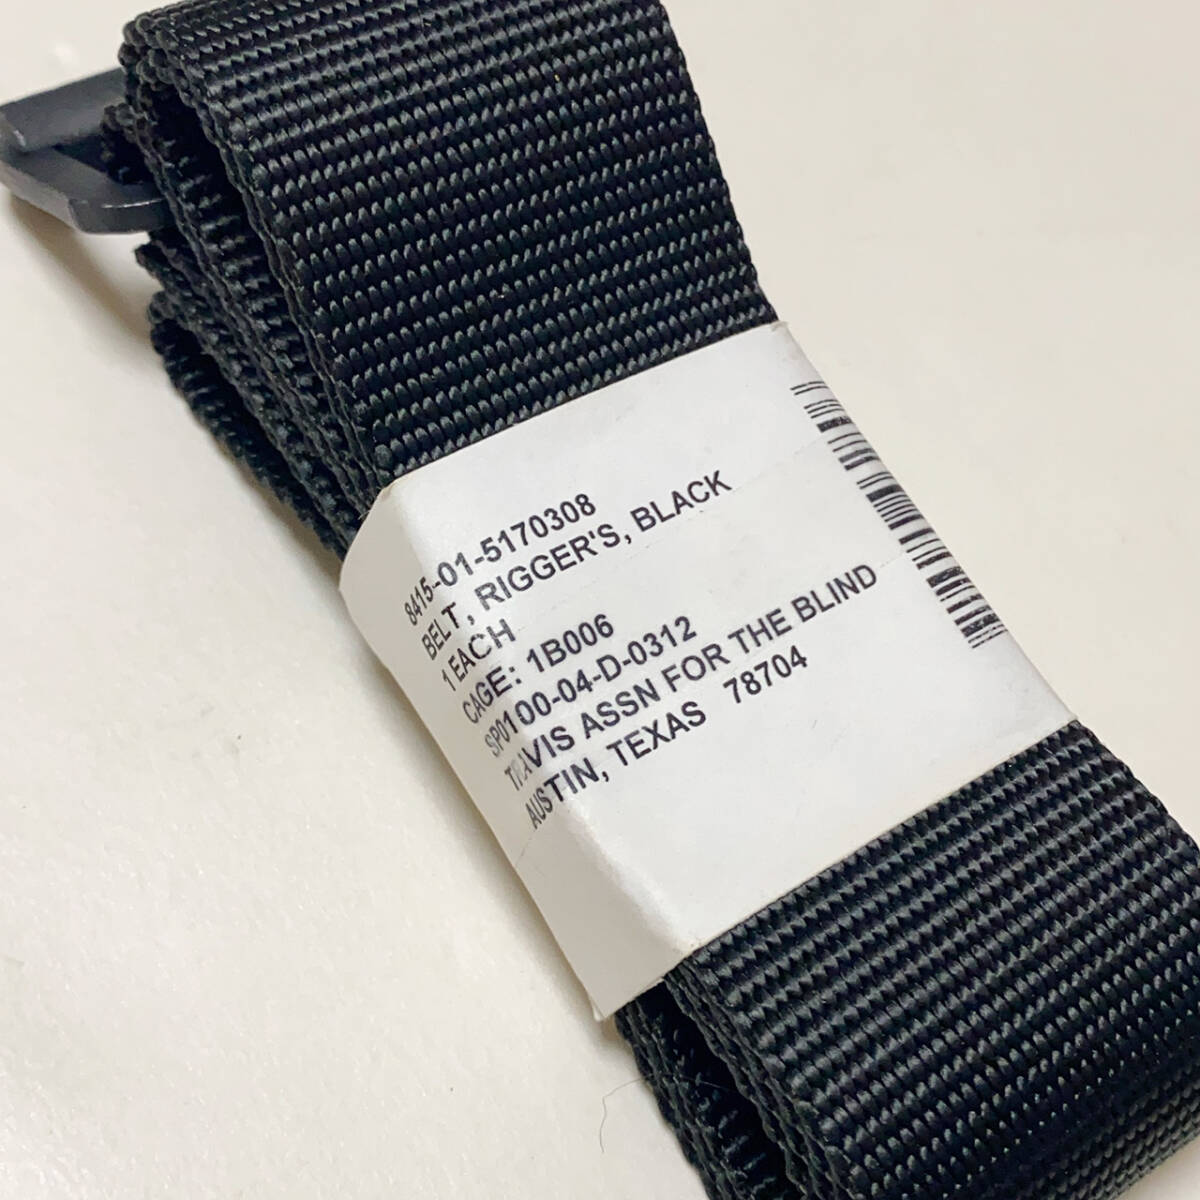 8415-01-5170308
BELT, RIGGER'S, BLACK
1 EACH
CAGE: 1B006
SP0100-04-D-0312
TRAVIS ASSN FOR THE BLIND
AUSTIN, TEXAS 78704